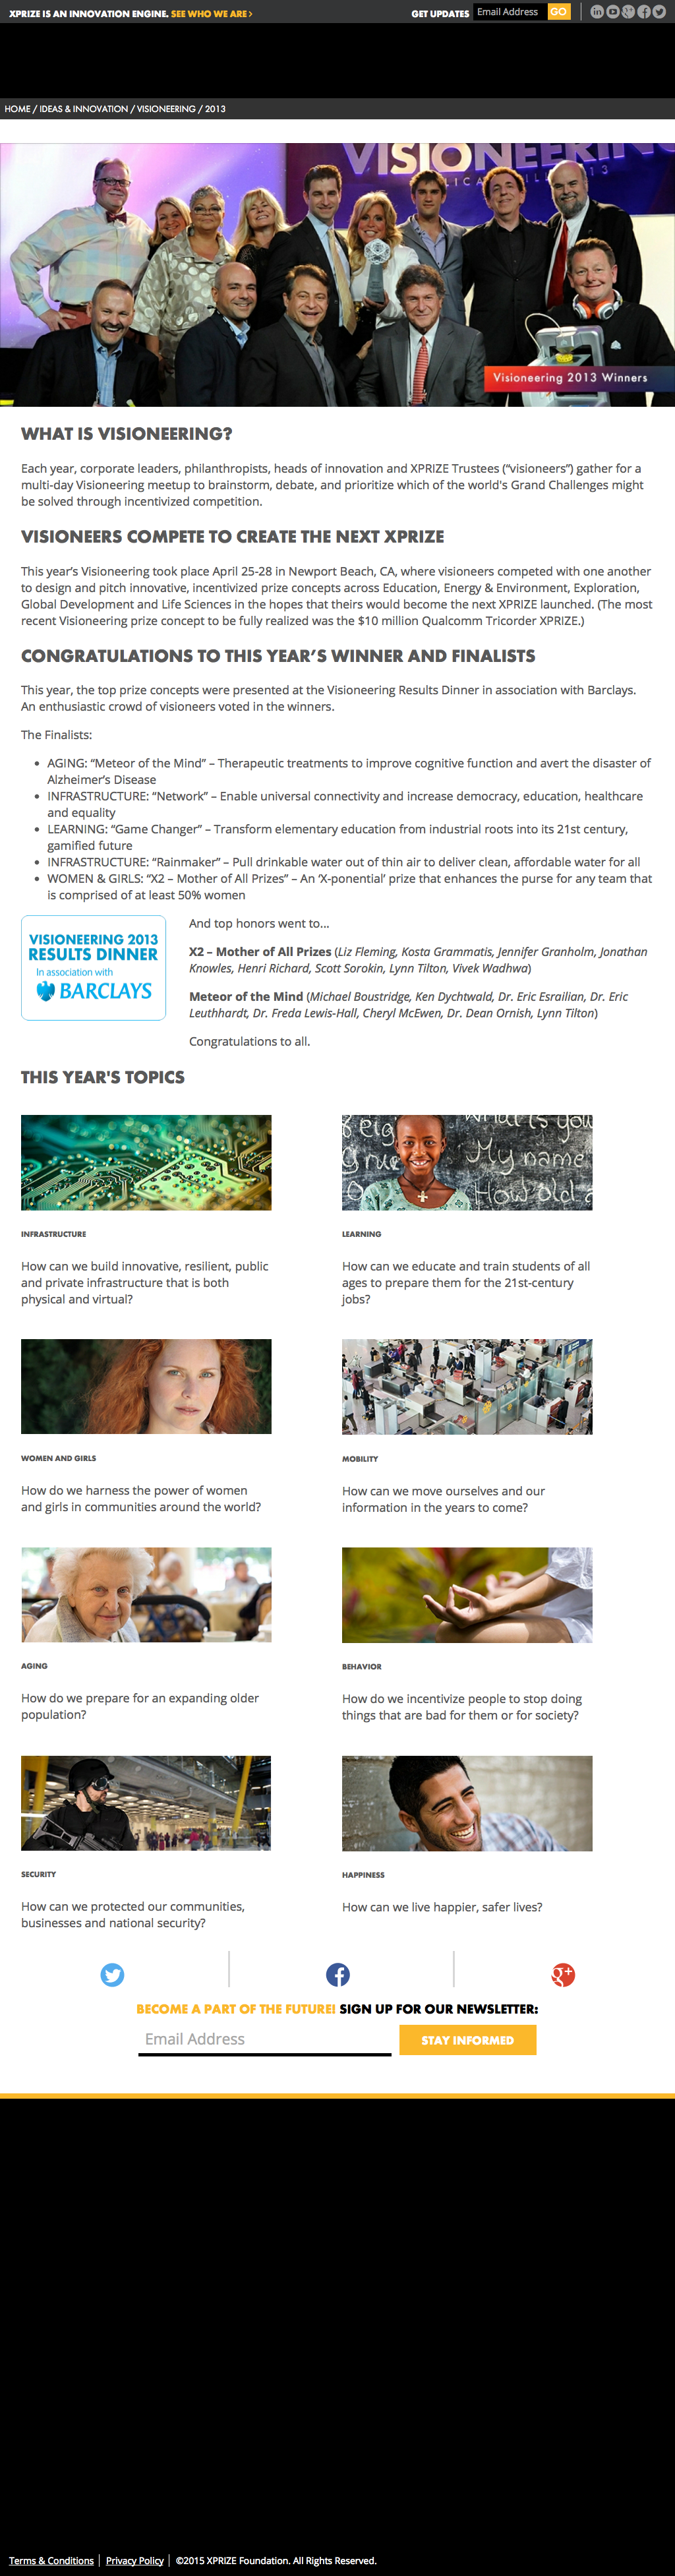 XPRIZE IS AN INNOVATION ENGINE. SEE WHO WE ARE >
GET UPDATES
Email Address
GO
HOME / IDEAS & INNOVATION / VISIONEERING / 2013
VISIONEERING
2013
Visioneering 2013 Winners
WHAT IS VISIONEERING?
Each year, corporate leaders, philanthropists, heads of innovation and XPRIZE Trustees (“visioneers”) gather for a
multi-day Visioneering meetup to brainstorm, debate, and prioritize which of the world's Grand Challenges might
be solved through incentivized competition.
VISIONEERS COMPETE TO CREATE THE NEXT XPRIZE
This year’s Visioneering took place April 25-28 in Newport Beach, CA, where visioneers competed with one another
to design and pitch innovative, incentivized prize concepts across Education, Energy & Environment, Exploration,
Global Development and Life Sciences in the hopes that theirs would become the next XPRIZE launched. (The most
recent Visioneering prize concept to be fully realized was the $10 million Qualcomm Tricorder XPRIZE.)
CONGRATULATIONS TO THIS YEAR’S WINNER AND FINALISTS
This year, the top prize concepts were presented at the Visioneering Results Dinner in association with Barclays.
An enthusiastic crowd of visioneers voted in the winners.
The Finalists:
• AGING: “Meteor of the Mind” – Therapeutic treatments to improve cognitive function and avert the disaster of
Alzheimer’s Disease
• INFRASTRUCTURE: “Network” – Enable universal connectivity and increase democracy, education, healthcare
and equality
• LEARNING: “Game Changer” – Transform elementary education from industrial roots into its 21st century,
gamified future
• INFRASTRUCTURE: “Rainmaker” – Pull drinkable water out of thin air to deliver clean, affordable water for all
• WOMEN & GIRLS: “X2 – Mother of All Prizes” – An ‘X-ponential’ prize that enhances the purse for any team that
is comprised of at least 50% women
VISIONEERING 2013
RESULTS DINNER
In association with
BARCLAYS
And top honors went to...
X2 – Mother of All Prizes (Liz Fleming, Kosta Grammatis, Jennifer Granholm, Jonathan
Knowles, Henri Richard, Scott Sorokin, Lynn Tilton, Vivek Wadhwa)
Meteor of the Mind (Michael Boustridge, Ken Dychtwald, Dr. Eric Esrailian, Dr. Eric
Leuthhardt, Dr. Freda Lewis-Hall, Cheryl McEwen, Dr. Dean Ornish, Lynn Tilton)
Congratulations to all.
THIS YEAR'S TOPICS
What is you
My name
How old
INFRASTRUCTURE
How can we build innovative, resilient, public
and private infrastructure that is both
physical and virtual?
LEARNING
How can we educate and train students of all
ages to prepare them for the 21st-century
jobs?
WOMEN AND GIRLS
How do we harness the power of women
and girls in communities around the world?
MOBILITY
How can we move ourselves and our
information in the years to come?
AGING
How do we prepare for an expanding older
population?
BEHAVIOR
How do we incentivize people to stop doing
things that are bad for them or for society?
SECURITY
How can we protected our communities,
businesses and national security?
HAPPINESS
How can we live happier, safer lives?
BECOME A PART OF THE FUTURE! SIGN UP FOR OUR NEWSLETTER:
Email Address
STAY INFORMED
Terms & Conditions | Privacy Policy | ©2015 XPRIZE Foundation. All Rights Reserved.